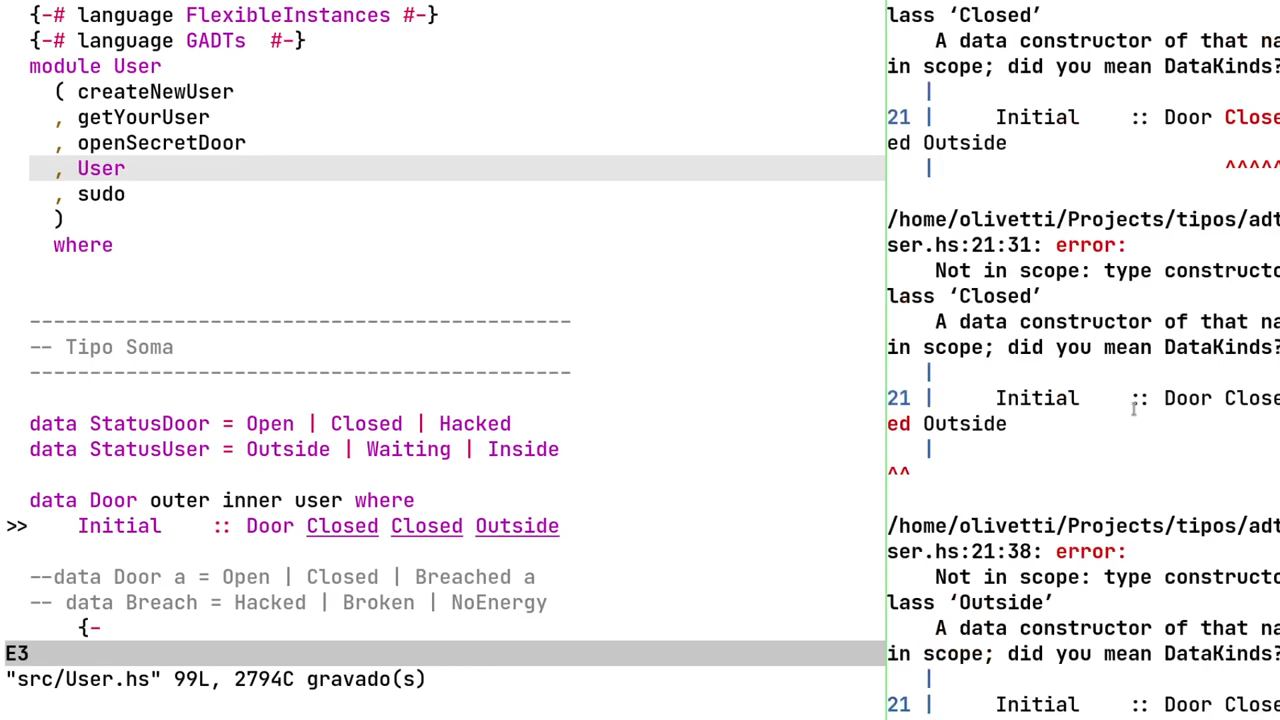 {-# language FlexibleInstances #-}
{-# language GADTs  #-}
module User
  ( createNewUser
  , getYourUser
  , openSecretDoor
  , User
  , sudo
  )
  where
---------------------------------------------
-- Tipo Soma
---------------------------------------------
data StatusDoor = Open | Closed | Hacked
data StatusUser = Outside | Waiting | Inside
data Door outer inner user where
>>    Initial    :: Door Closed Closed Outside
--data Door a = Open | Closed | Breached a
-- data Breach = Hacked | Broken | NoEnergy
    {-
E3
"src/User.hs" 99L, 2794C gravado(s)
lass ‘Closed’
    A data constructor of that na
in scope; did you mean DataKinds?
   |
21 |     Initial    :: Door Close
ed Outside
   |                         ^^^^^
/home/olivetti/Projects/tipos/adt
ser.hs:21:31: error:
    Not in scope: type constructo
lass ‘Closed’
    A data constructor of that na
in scope; did you mean DataKinds?
   |
21 |     Initial    :: Door Close
ed Outside
   |
^^
/home/olivetti/Projects/tipos/adt
ser.hs:21:38: error:
    Not in scope: type constructo
lass ‘Outside’
    A data constructor of that na
in scope; did you mean DataKinds?
   |
21 |     Initial    :: Door Close